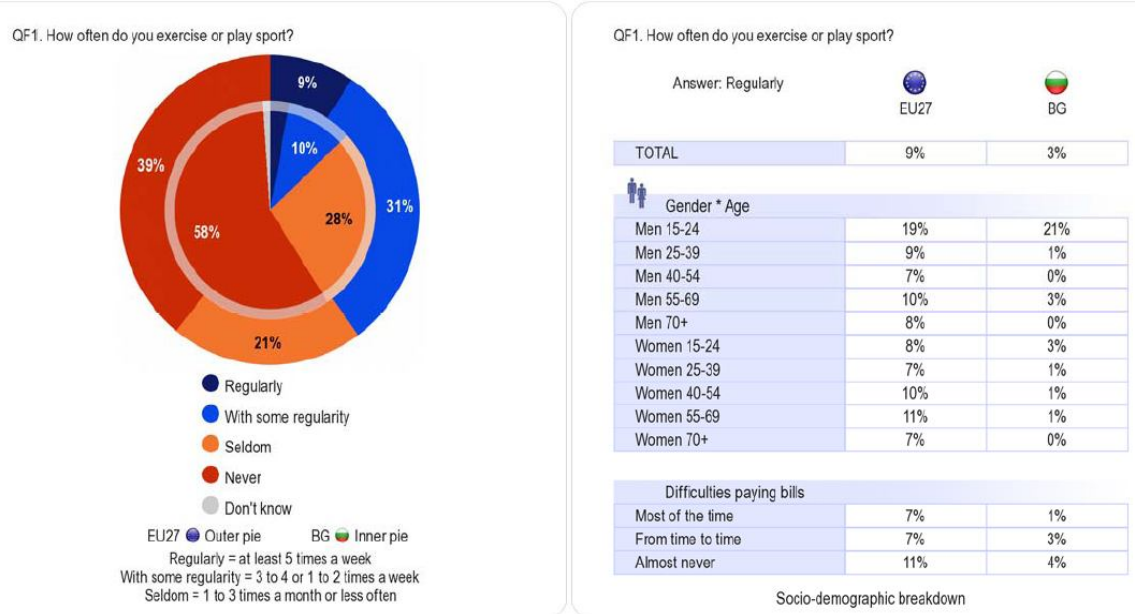 QF1. How often do you exercise or play sport?
9%
10%
39%
31%
28%
58%
21%
Regularly
With some regularity
Seldom
Never
Don't know
EU27 Outer pie BG Inner pie
Regularly = at least 5 times a week
With some regularity = 3 to 4 or 1 to 2 times a week
Seldom = 1 to 3 times a month or less often
QF1. How often do you exercise or play sport?
Answer: Regularly
EU27 BG
TOTAL 9% 3%
Gender * Age
Men 15-24 19% 21%
Men 25-39 9% 1%
Men 40-54 7% 0%
Men 55-69 10% 3%
Men 70+ 8% 0%
Women 15-24 8% 3%
Women 25-39 7% 1%
Women 40-54 10% 1%
Women 55-69 11% 1%
Women 70+ 7% 0%
Difficulties paying bills
Most of the time 7% 1%
From time to time 7% 3%
Almost never 11% 4%
Socio-demographic breakdown